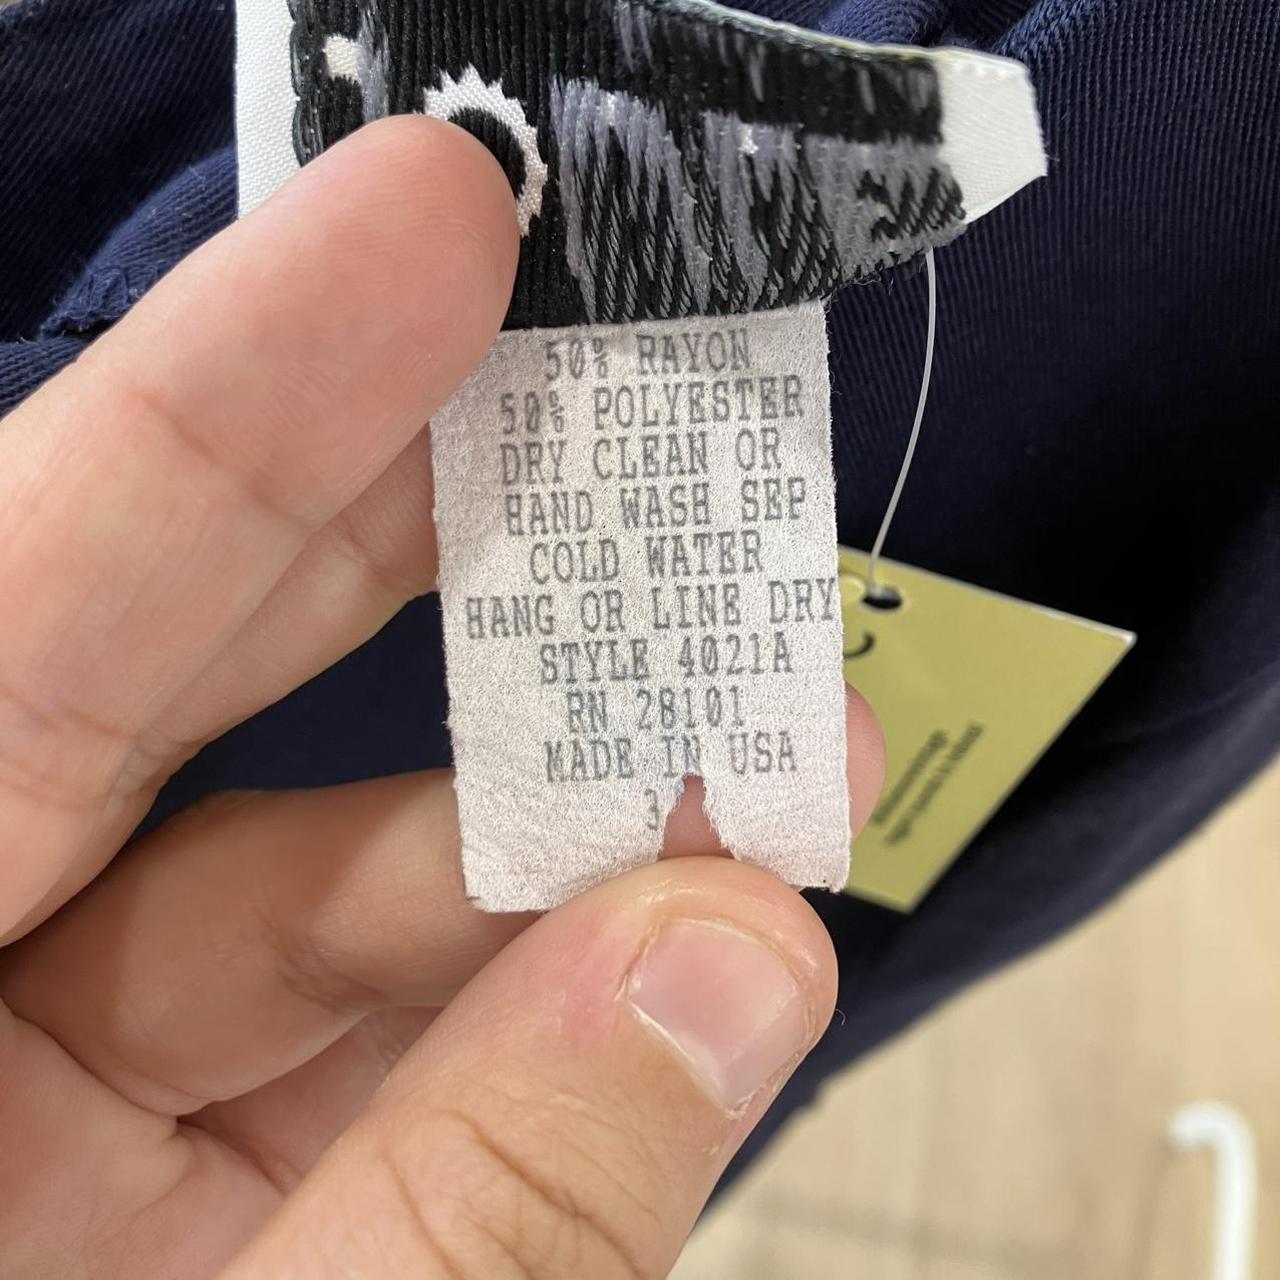 50% RAYON
50% POLYESTER
DRY CLEAN OR
HAND WASH SEP
COLD WATER
HANG OR LINE DRY
STYLE 4021A
RN 28101
MADE IN USA
3